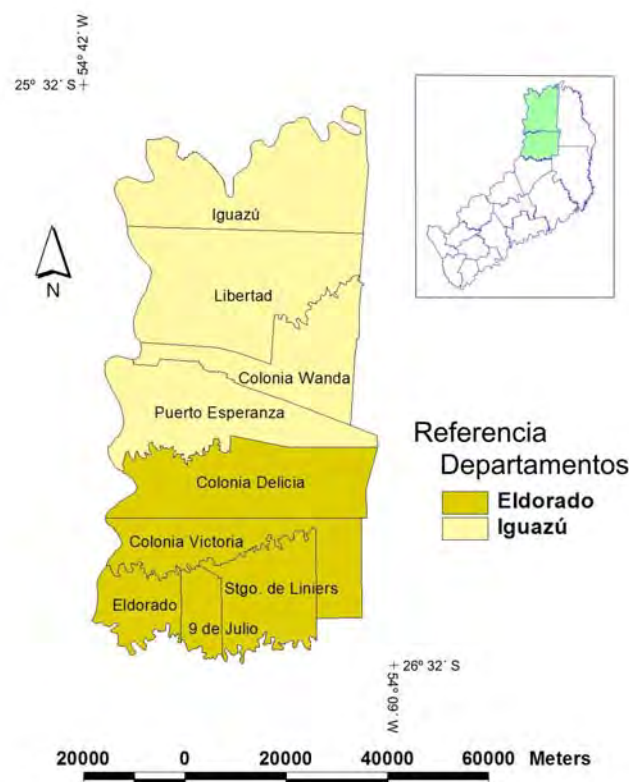 54° 42´ W
25° 32´ S
Iguazú
N
Libertad
Colonia Wanda
Puerto Esperanza
Referencia
Departamentos
Eldorado
Iguazú
Colonia Delicia
Colonia Victoria
Stgo. de Liniers
Eldorado
9 de Julio
26° 32´ S
54° 09´ W
20000 0 20000 40000 60000 Meters